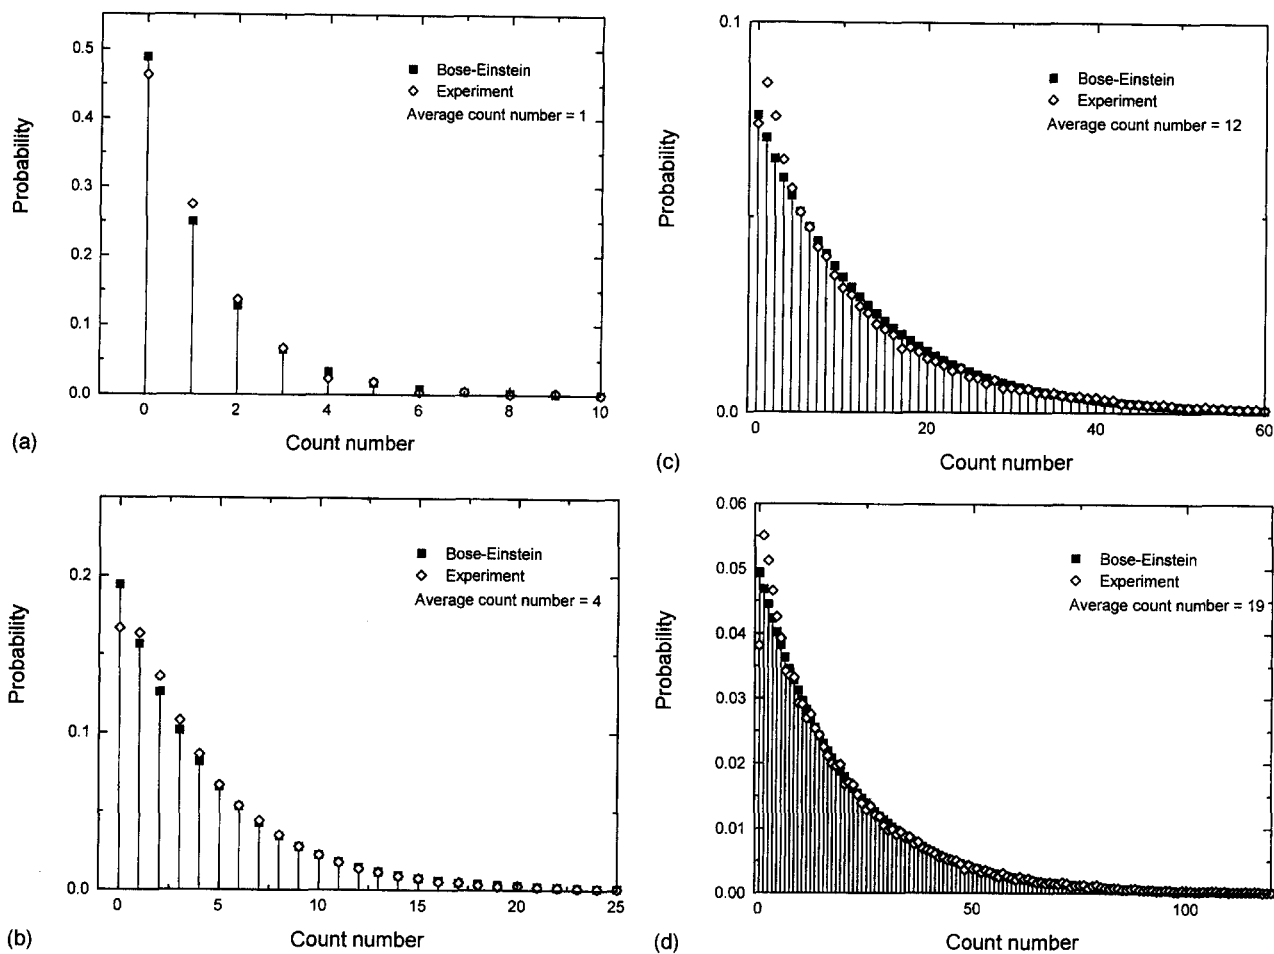 0.5
0.4
0.3
0.2
0.1
0.0
Probability
0 2 4 6 8 10
Count number
Bose-Einstein
Experiment
Average count number = 1
(a)
0.2
0.1
0.0
Probability
0 5 10 15 20 25
Count number
Bose-Einstein
Experiment
Average count number = 4
(b)
0.1
0.0
Probability
0 20 40 60
Count number
Bose-Einstein
Experiment
Average count number = 12
(c)
0.06
0.05
0.04
0.03
0.02
0.01
0.00
Probability
0 50 100
Count number
Bose-Einstein
Experiment
Average count number = 19
(d)